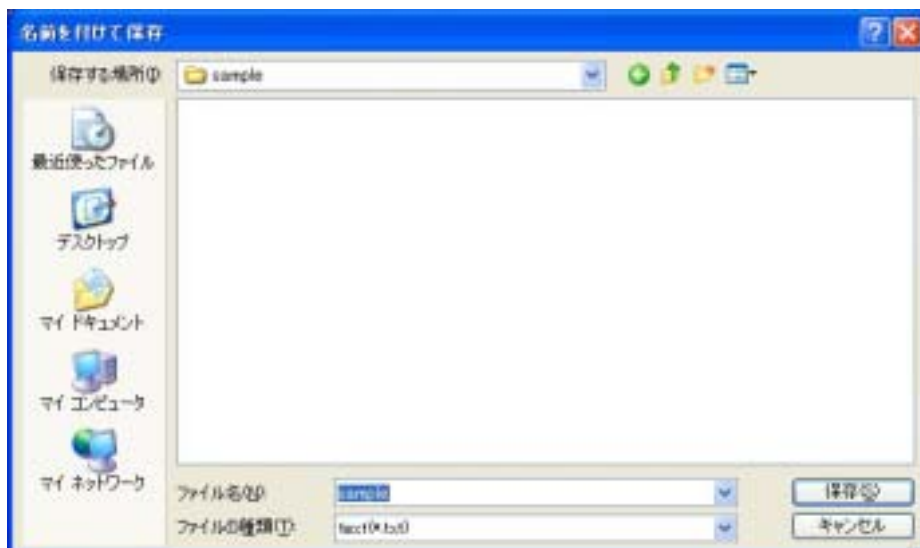 名前を付けて保存
保存する場所(I)
sample
最近使ったファイル
デスクトップ
マイ ドキュメント
マイ コンピュータ
マイ ネットワーク
ファイル名(N):
sample
保存(S)
ファイルの種類(T):
text(*.txt)
キャンセル